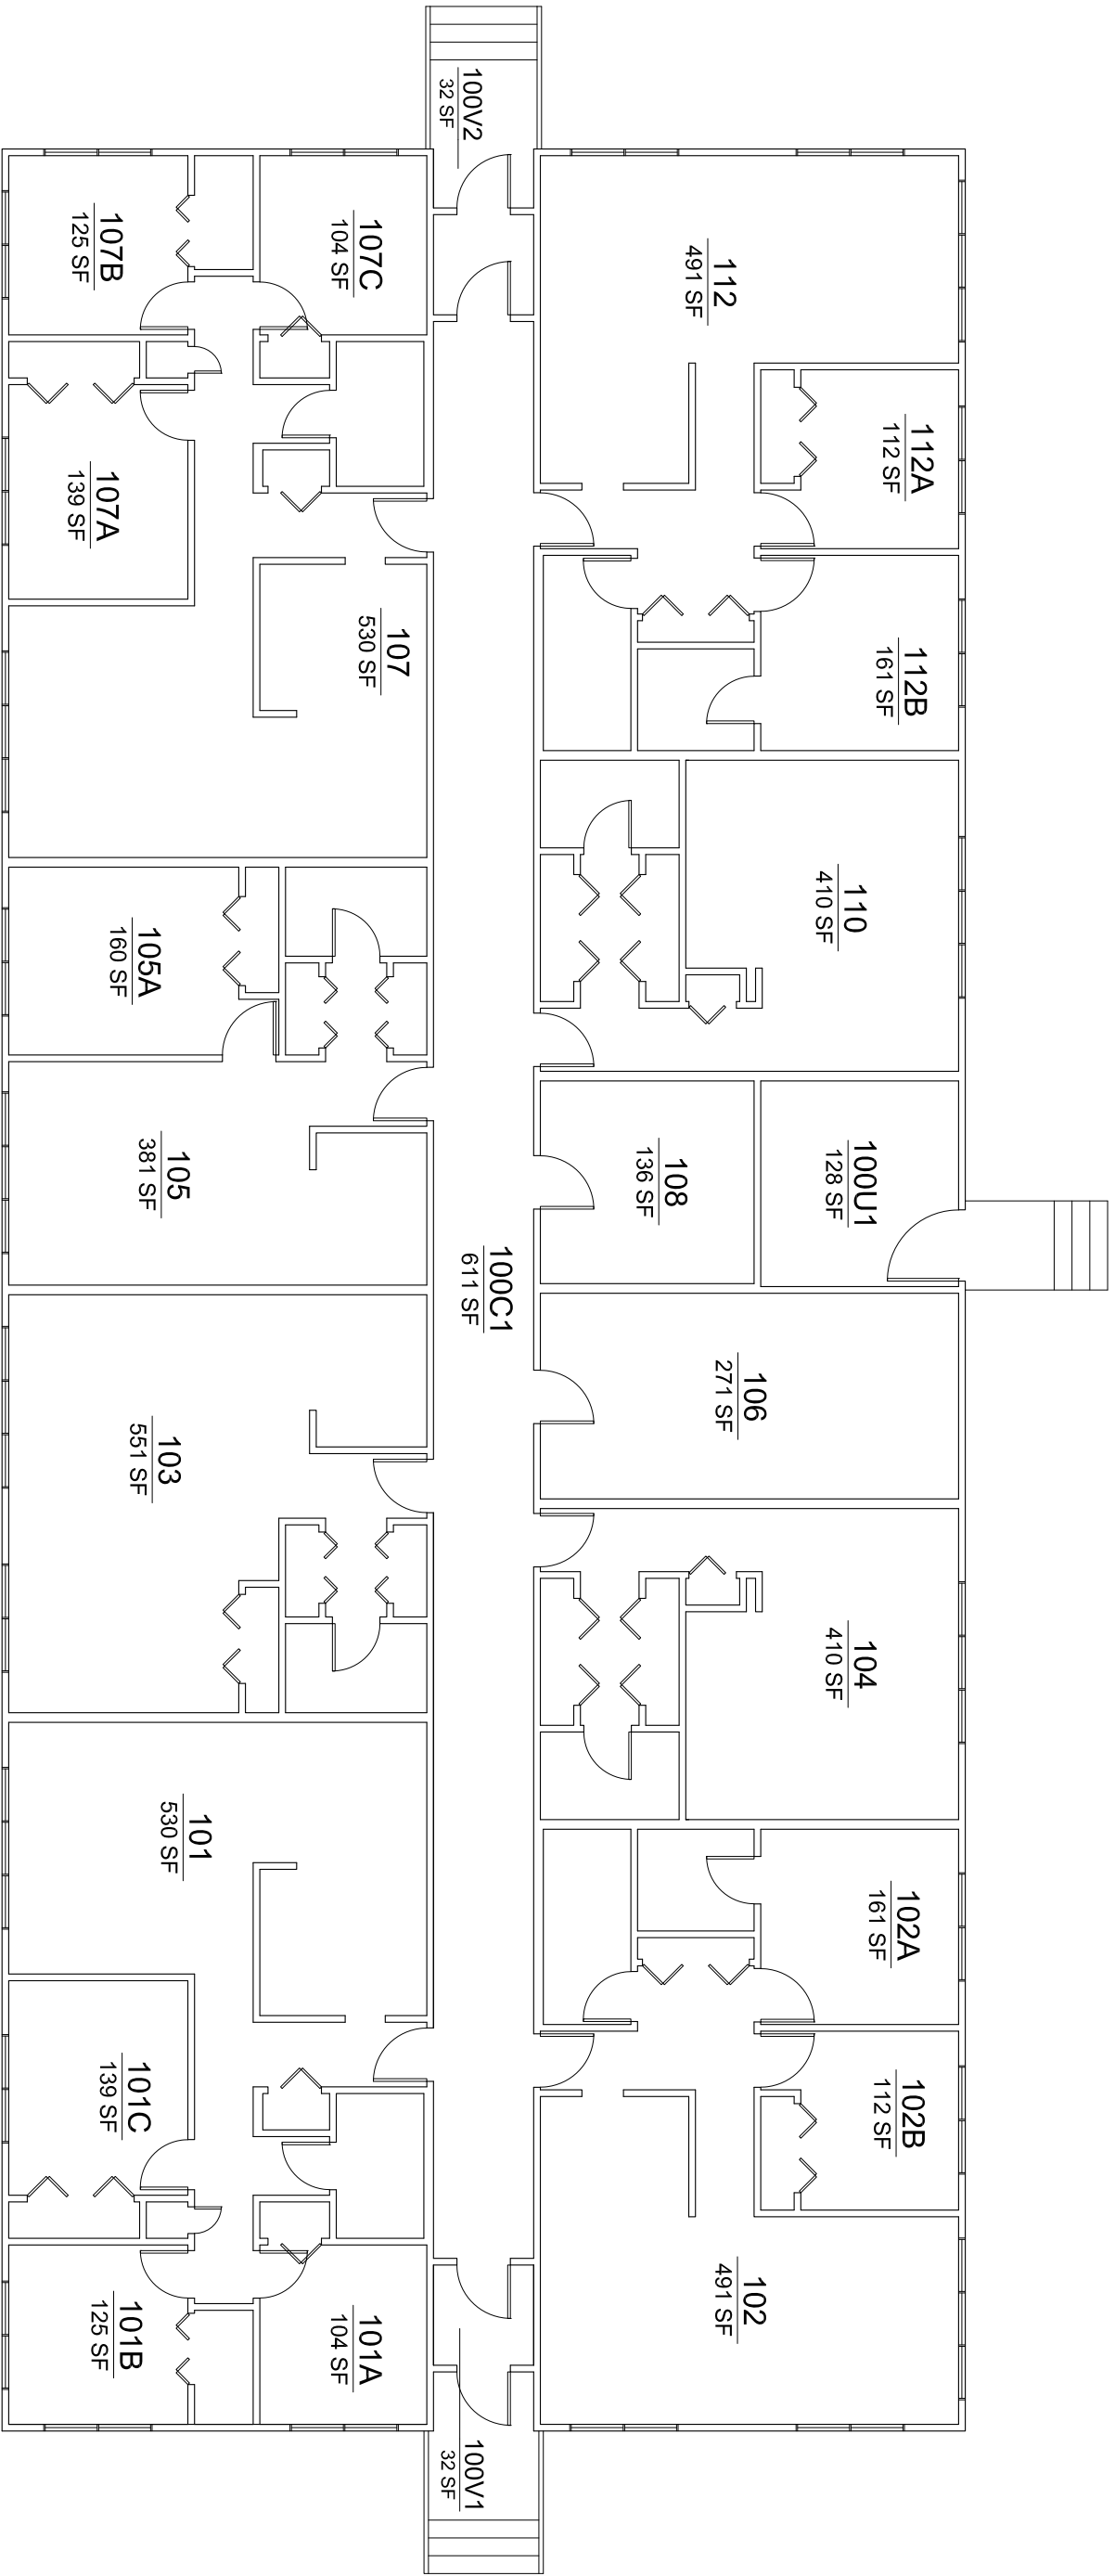 112A
112 SF
112B
161 SF
110
410 SF
100U1
128 SF
106
271 SF
104
410 SF
102A
161 SF
102B
112 SF
102
491 SF
112
491 SF
108
136 SF
100V2
32 SF
100C1
611 SF
100V1
32 SF
107C
104 SF
107
530 SF
105
381 SF
103
551 SF
101
530 SF
101A
104 SF
107B
125 SF
107A
139 SF
105A
160 SF
101C
139 SF
101B
125 SF